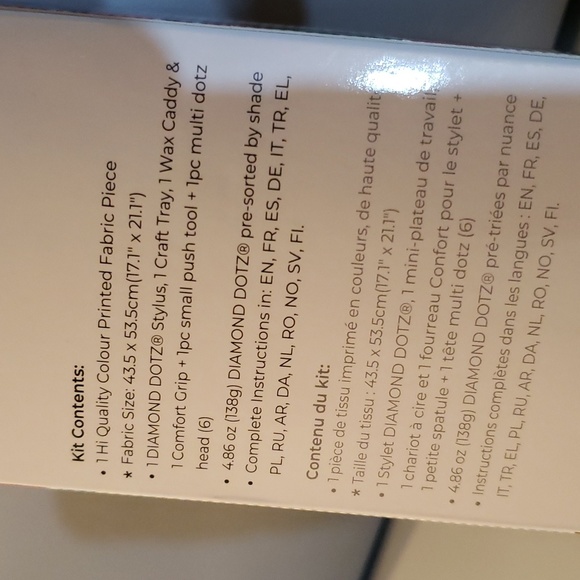 Kit Contents:
• 1 Hi Quality Colour Printed Fabric Piece
* Fabric Size: 43.5 x 53.5cm(17.1" x 21.1")
• 1 DIAMOND DOTZ® Stylus, 1 Craft Tray, 1 Wax Caddy &
1 Comfort Grip + 1pc small push tool + 1pc multi dotz
head (6)
• 4.86 oz (138g) DIAMOND DOTZ® pre-sorted by shade
• Complete Instructions in: EN, FR, ES, DE, IT, TR, EL,
PL, RU, AR, DA, NL, RO, NO, SV, FI.
Contenu du kit:
• 1 pièce de tissu imprimé en couleurs, de haute qualit
* Taille du tissu : 43.5 x 53.5cm(17.1" x 21.1")
• 1 Stylet DIAMOND DOTZ®, 1 mini-plateau de travail,
1 chariot à cire et 1 fourreau Confort pour le stylet +
1 petite spatule + 1 tête multi dotz (6)
• 4.86 oz (138g) DIAMOND DOTZ® pré-triées par nuance
• Instructions complètes dans les langues : EN, FR, ES, DE,
IT, TR, EL, PL, RU, AR, DA, NL, RO, NO, SV, FI.